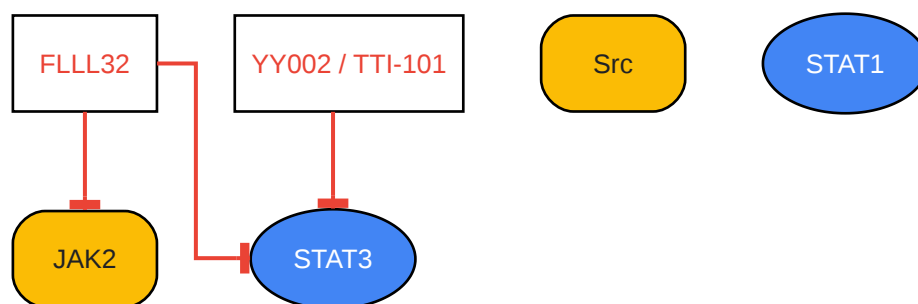 FLLL32
YY002 / TTI-101
Src
STAT1
JAK2
STAT3